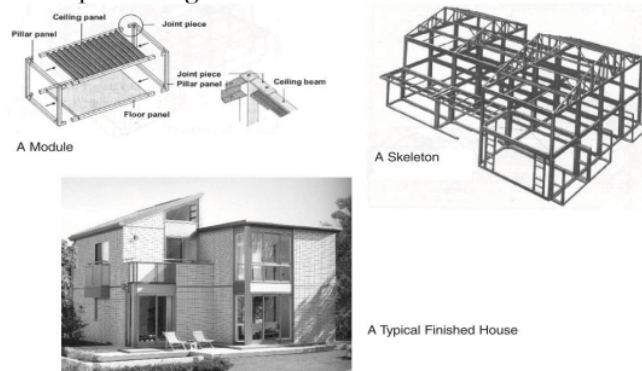 Ceiling panel
Joint piece
Pillar panel
Joint piece
Pillar panel
Ceiling beam
Floor panel
A Module
A Skeleton
A Typical Finished House